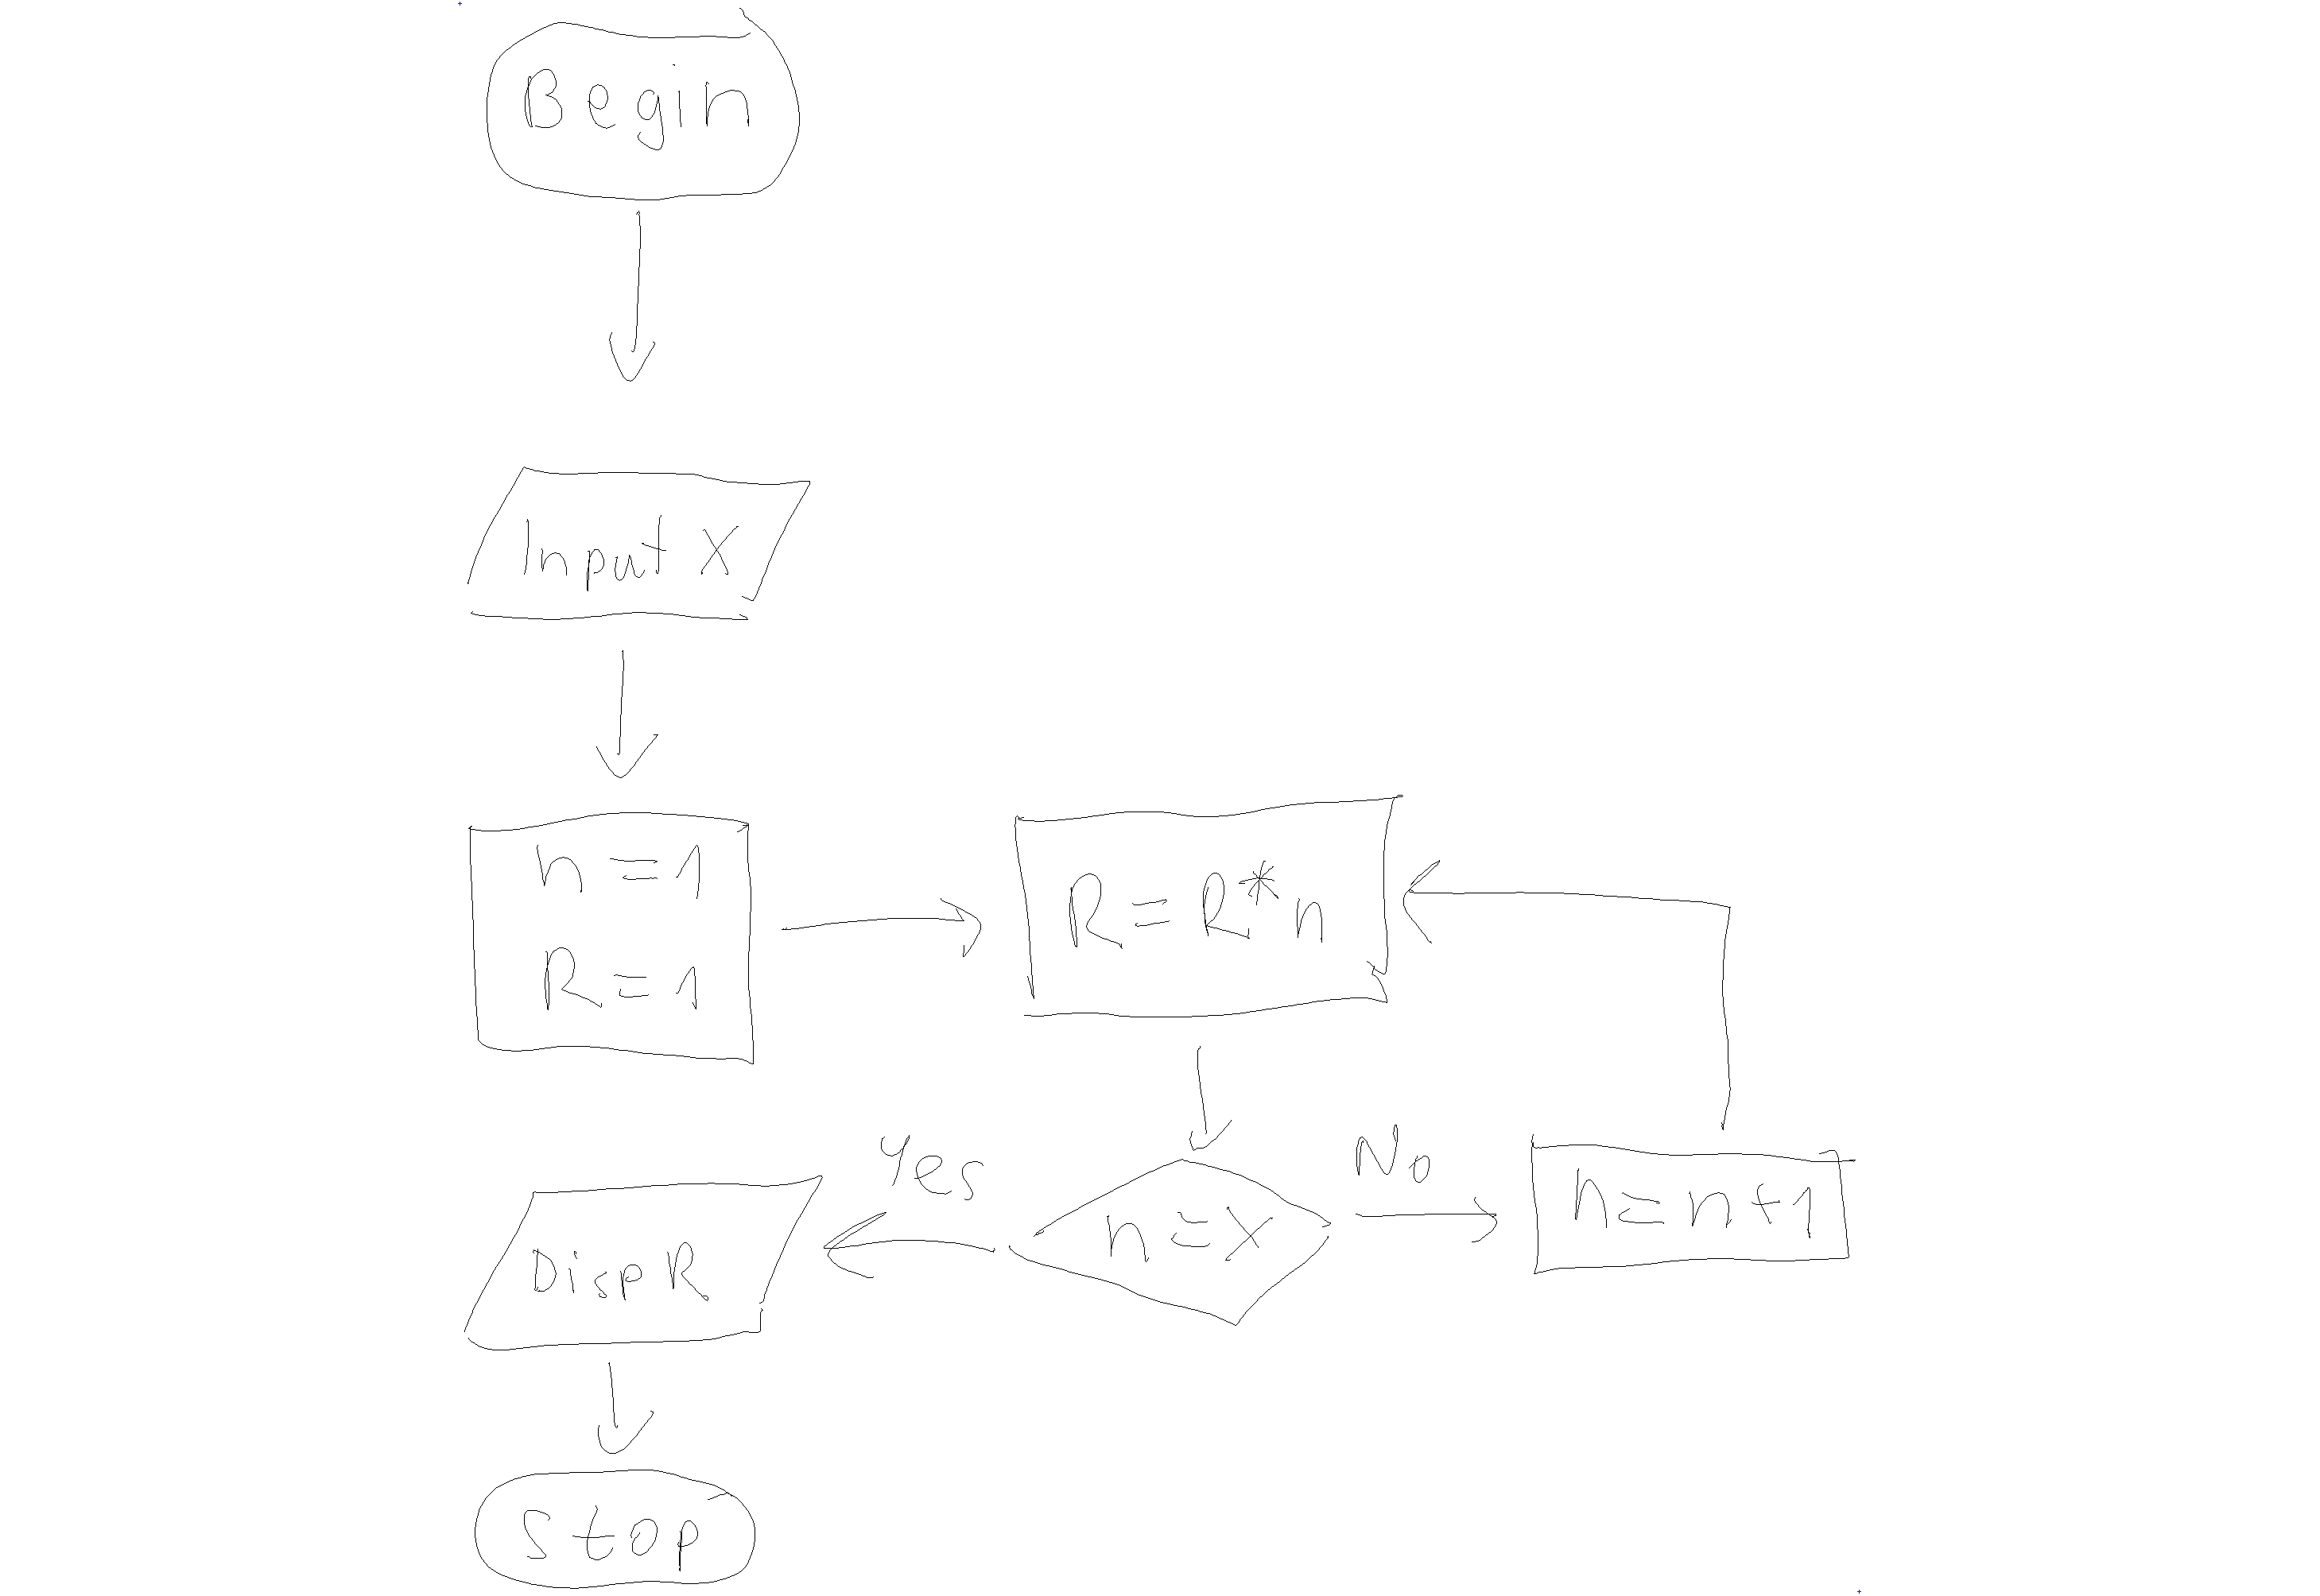 Begin
Input X
n = 1
R = 1
R = R * n
Yes
No
n = X
n = n + 1
Disp R
Stop